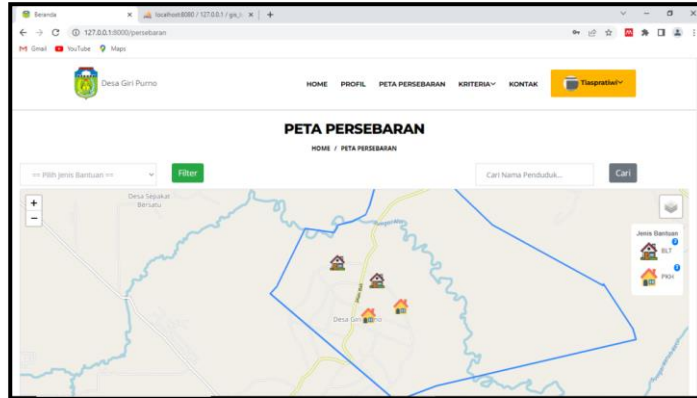 Beranda
localhost:8080 / 127.0.0.1 / gis_
127.0.0.1:8000/persebaran
Gmail YouTube Maps
Desa Giri Purno
HOME PROFIL PETA PERSEBARAN KRITERIA KONTAK Tiaspratiwi
PETA PERSEBARAN
HOME / PETA PERSEBARAN
== Pilih Jenis Bantuan == Filter Cari Nama Penduduk... Cari
+
−
Desa Sepakat
Bersatu
Jenis Bantuan
BLT
PKH
Desa Giri Purno